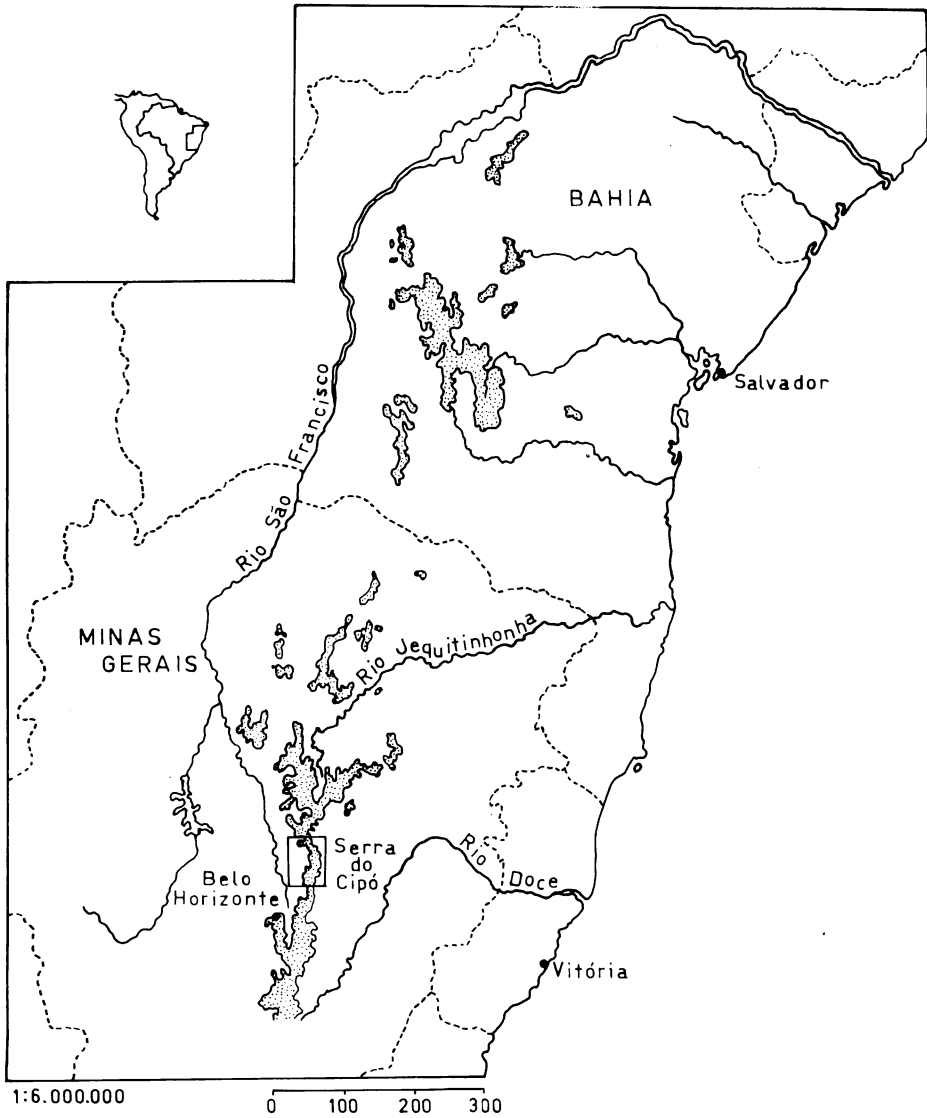 BAHIA
Salvador
Rio São Francisco
MINAS
GERAIS
Rio Jequitinhonha
Serra
do
Cipó
Belo
Horizonte
Rio Doce
Vitória
1:6.000.000
0 100 200 300